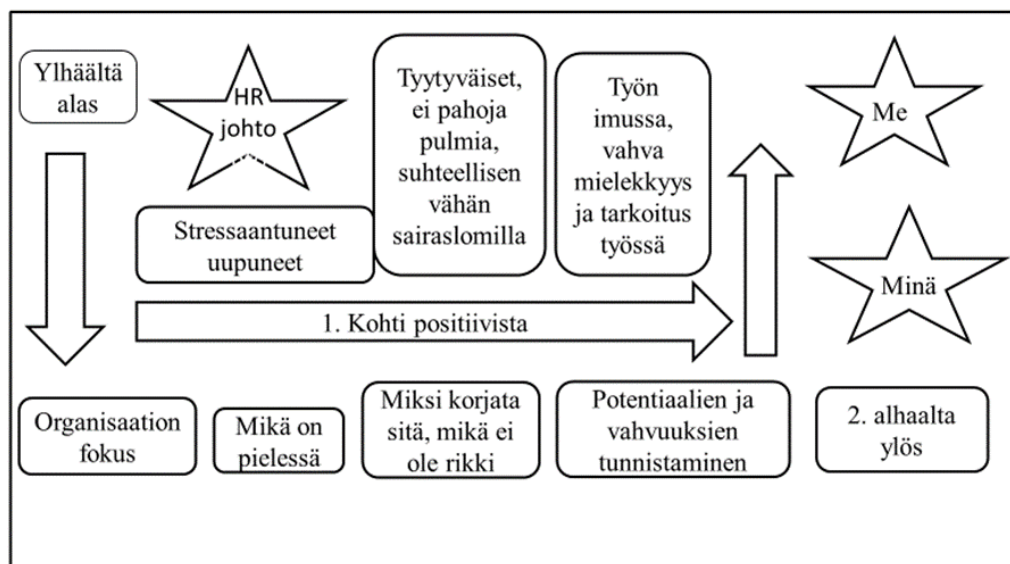 Ylhäältä
alas
HR
johto
Tyytyväiset,
ei pahoja
pulmia,
suhteellisen
vähän
sairaslomilla
Työn
imussa,
vahva
mielekkyys
ja tarkoitus
työssä
Me
Stressaantuneet
uupuneet
Minä
1. Kohti positiivista
Organisaation
fokus
Mikä on
pielessä
Miksi korjata
sitä, mikä ei
ole rikki
Potentiaalien ja
vahvuuksien
tunnistaminen
2. alhaalta
ylös